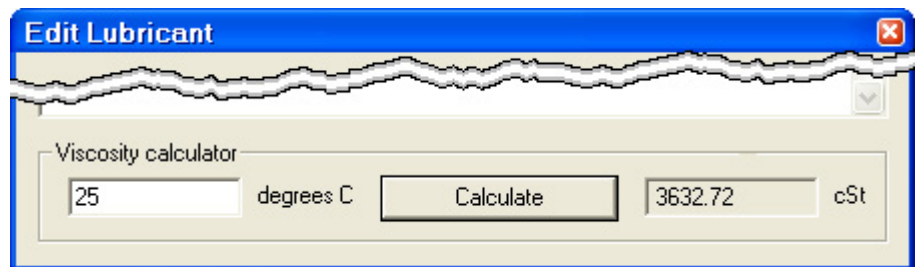 Edit Lubricant
Viscosity calculator
25 degrees C Calculate 3632.72 cSt